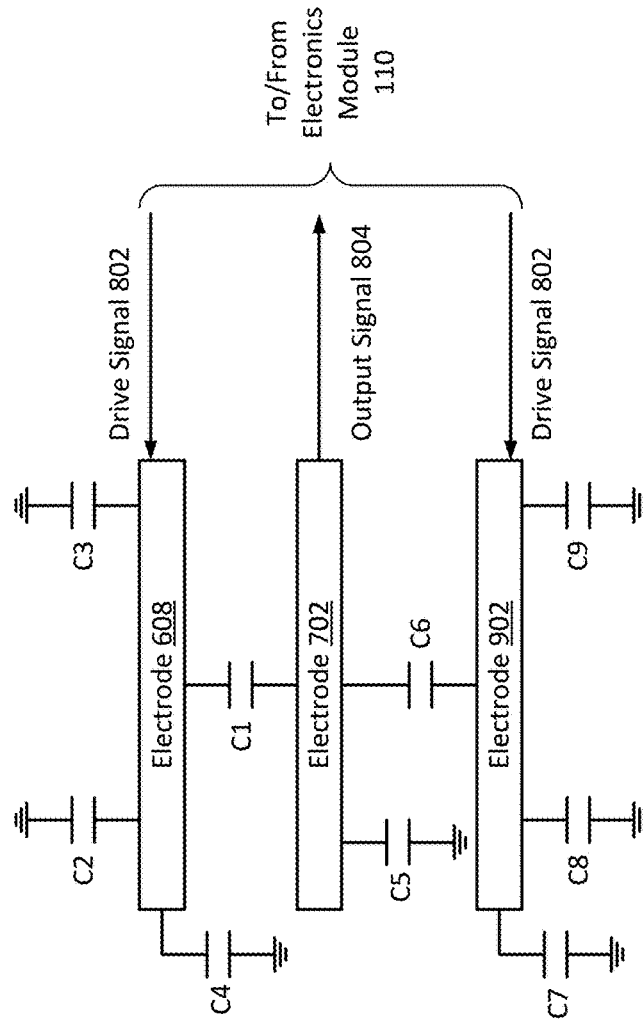 To/From
Electronics
Module
110
Drive Signal 802
Output Signal 804
Drive Signal 802
C3
C2
C4
Electrode 608
C1
Electrode 702
C5
C6
Electrode 902
C9
C8
C7